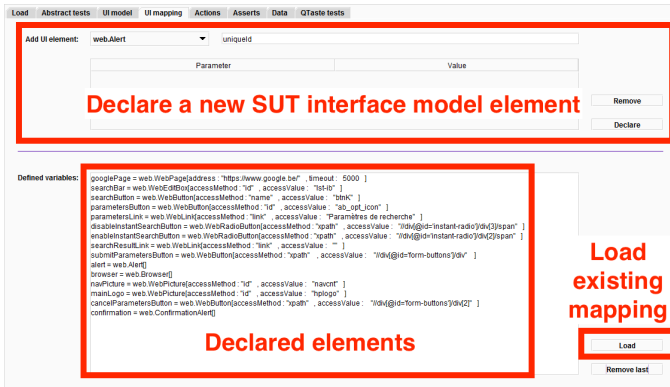 Load Abstract tests UI model UI mapping Actions Asserts Data QTaste tests
Add UI element: web.Alert uniqueId
Parameter Value
Declare a new SUT interface model element
Remove
Declare
Defined variables:
googlePage = web.WebPage[address : "https://www.google.be/" , timeout : 5000 ]
searchBar = web.WebEditBox[accessMethod : "id" , accessValue : "lst-ib" ]
searchButton = web.WebButton[accessMethod : "name" , accessValue : "btnK" ]
parametersButton = web.WebButton[accessMethod : "id" , accessValue : "ab_opt_icon" ]
parametersLink = web.WebLink[accessMethod : "link" , accessValue : "Paramètres de recherche" ]
disableInstantSearchButton = web.WebRadioButton[accessMethod : "xpath" , accessValue : "//div[@id='instant-radio']/div[3]/span" ]
enableInstantSearchButton = web.WebRadioButton[accessMethod : "xpath" , accessValue : "//div[@id='instant-radio']/div[2]/span" ]
searchResultLink = web.WebLink[accessMethod : "link" , accessValue : "" ]
submitParametersButton = web.WebButton[accessMethod : "xpath" , accessValue : "//div[@id='form-buttons']/div" ]
alert = web.Alert[]
browser = web.Browser[]
navPicture = web.WebPicture[accessMethod : "id" , accessValue : "navcnt" ]
mainLogo = web.WebPicture[accessMethod : "id" , accessValue : "hplogo" ]
cancelParametersButton = web.WebButton[accessMethod : "xpath" , accessValue : "//div[@id='form-buttons']/div[2]" ]
confirmation = web.ConfirmationAlert[]
Declared elements
Load
existing
mapping
Load
Remove last